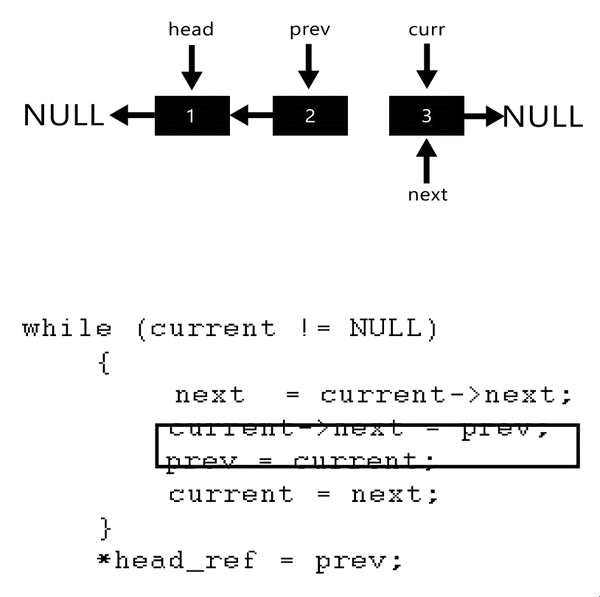 head prev curr
NULL 1 2 3 NULL
next
while (current != NULL)
{
next = current->next;
current->next = prev;
prev = current;
current = next;
}
*head_ref = prev;